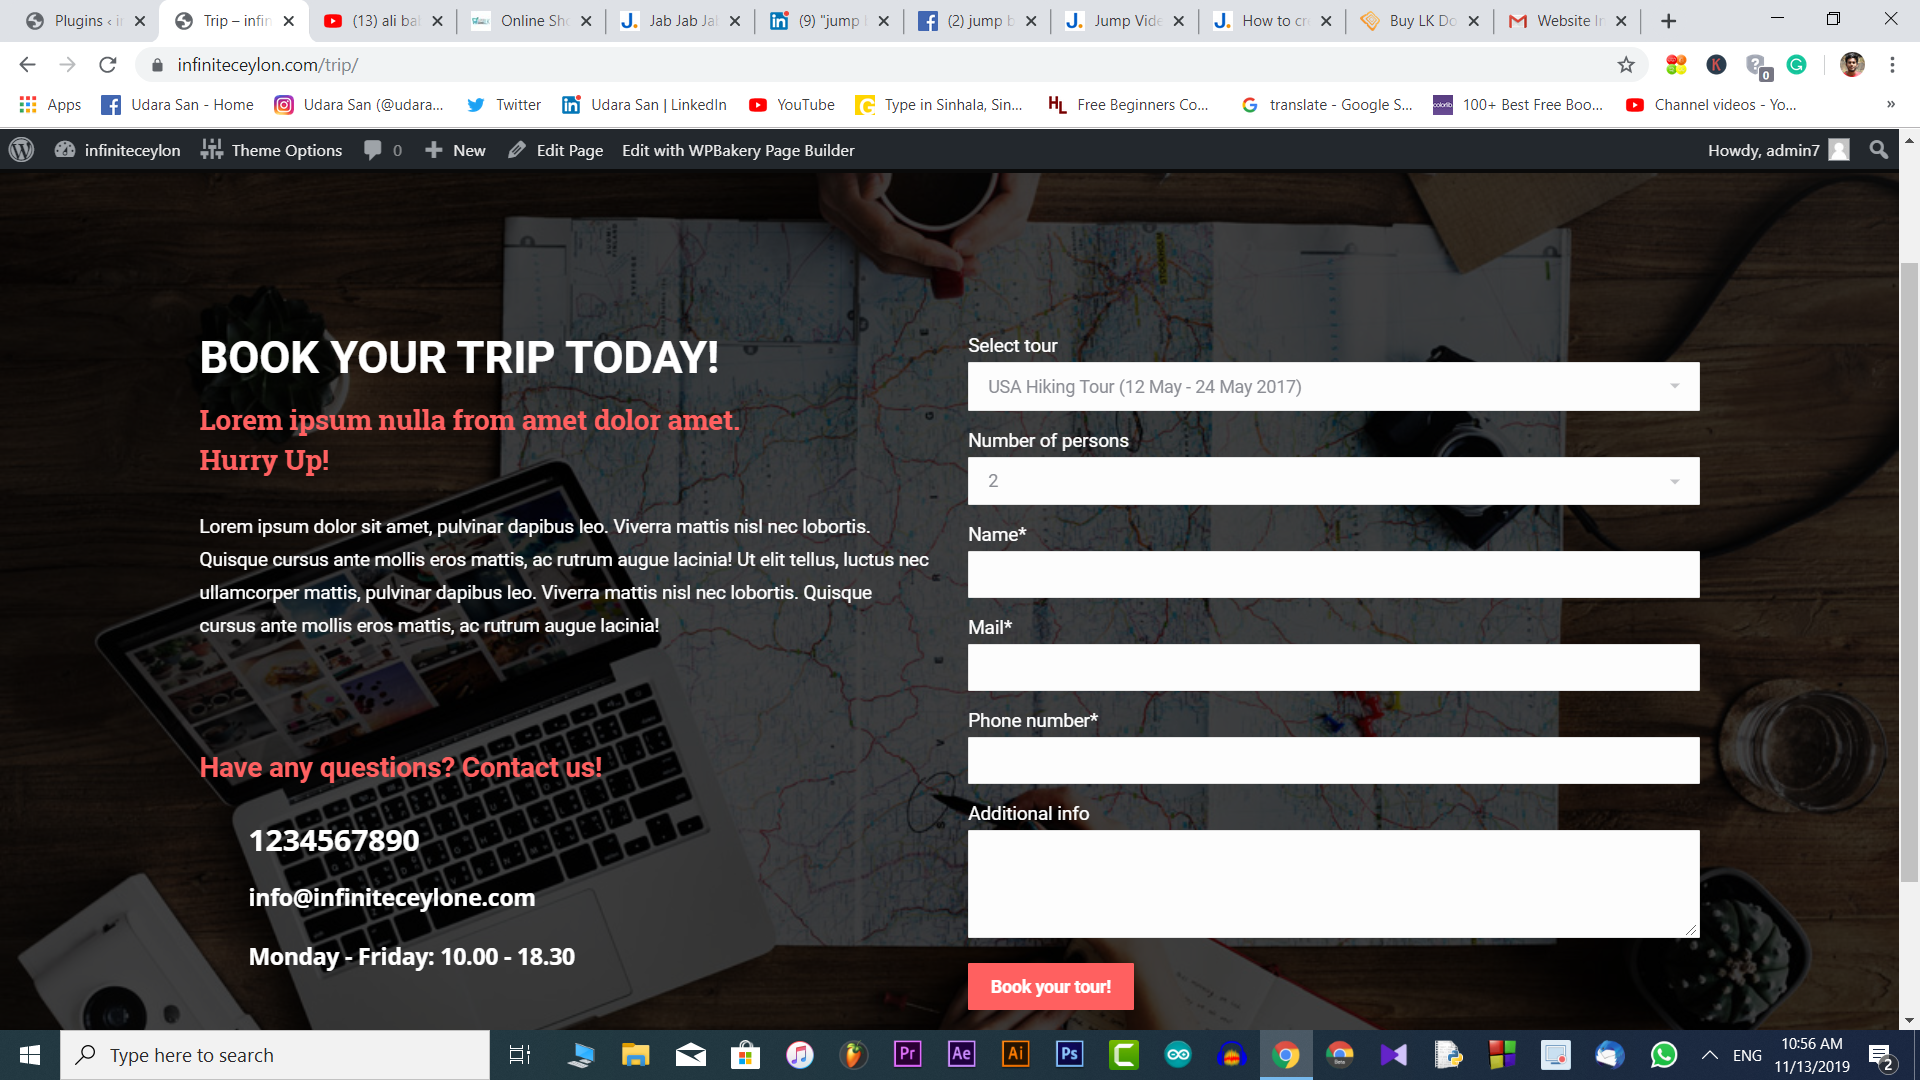 Plugins ‹ i
Trip – infin
(13) ali ba
Online Sh
Jab Jab Ja
(9) "jump
(2) jump b
Jump Vide
How to cr
Buy LK Do
Website I
infiniteceylon.com/trip/
0
Apps
Udara San - Home
Udara San (@udara...
Twitter
Udara San | LinkedIn
YouTube
Type in Sinhala, Sin...
HL
Free Beginners Co...
translate - Google S...
colorlib
100+ Best Free Boo...
Channel videos - Yo...
»
infiniteceylon
Theme Options
0
New
Edit Page
Edit with WPBakery Page Builder
Howdy, admin7
BOOK YOUR TRIP TODAY!
Lorem ipsum nulla from amet dolor amet.
Hurry Up!
Lorem ipsum dolor sit amet, pulvinar dapibus leo. Viverra mattis nisl nec lobortis.
Quisque cursus ante mollis eros mattis, ac rutrum augue lacinia! Ut elit tellus, luctus nec
ullamcorper mattis, pulvinar dapibus leo. Viverra mattis nisl nec lobortis. Quisque
cursus ante mollis eros mattis, ac rutrum augue lacinia!
Have any questions? Contact us!
1234567890
info@infiniteceylone.com
Monday - Friday: 10.00 - 18.30
STOCKHOLM
Select tour
USA Hiking Tour (12 May - 24 May 2017)
Number of persons
2
Name*
Mail*
Phone number*
Additional info
Book your tour!
Type here to search
Pr
Ae
Ai
Ps
ENG
10:56 AM
11/13/2019
2